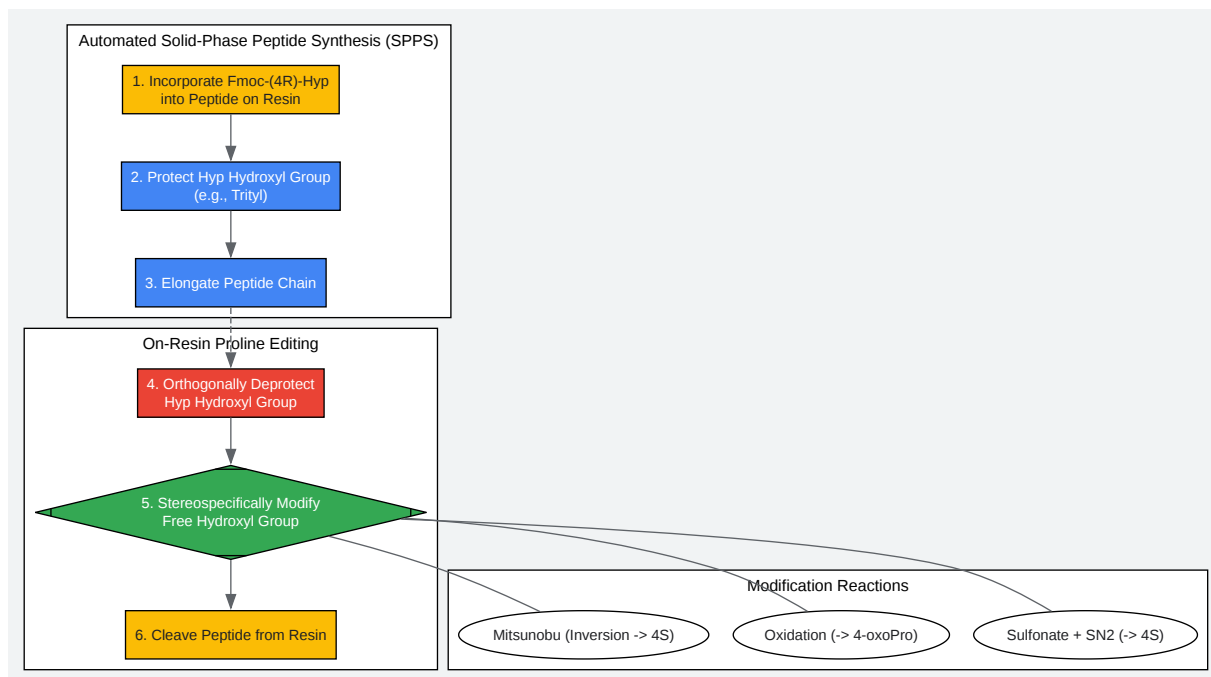 Automated Solid-Phase Peptide Synthesis (SPPS)
1. Incorporate Fmoc-(4R)-Hyp
into Peptide on Resin
2. Protect Hyp Hydroxyl Group
(e.g., Trityl)
3. Elongate Peptide Chain
On-Resin Proline Editing
4. Orthogonally Deprotect
Hyp Hydroxyl Group
5. Stereospecifically Modify
Free Hydroxyl Group
6. Cleave Peptide from Resin
Modification Reactions
Mitsunobu (Inversion -> 4S)
Oxidation (-> 4-oxoPro)
Sulfonate + SN2 (-> 4S)